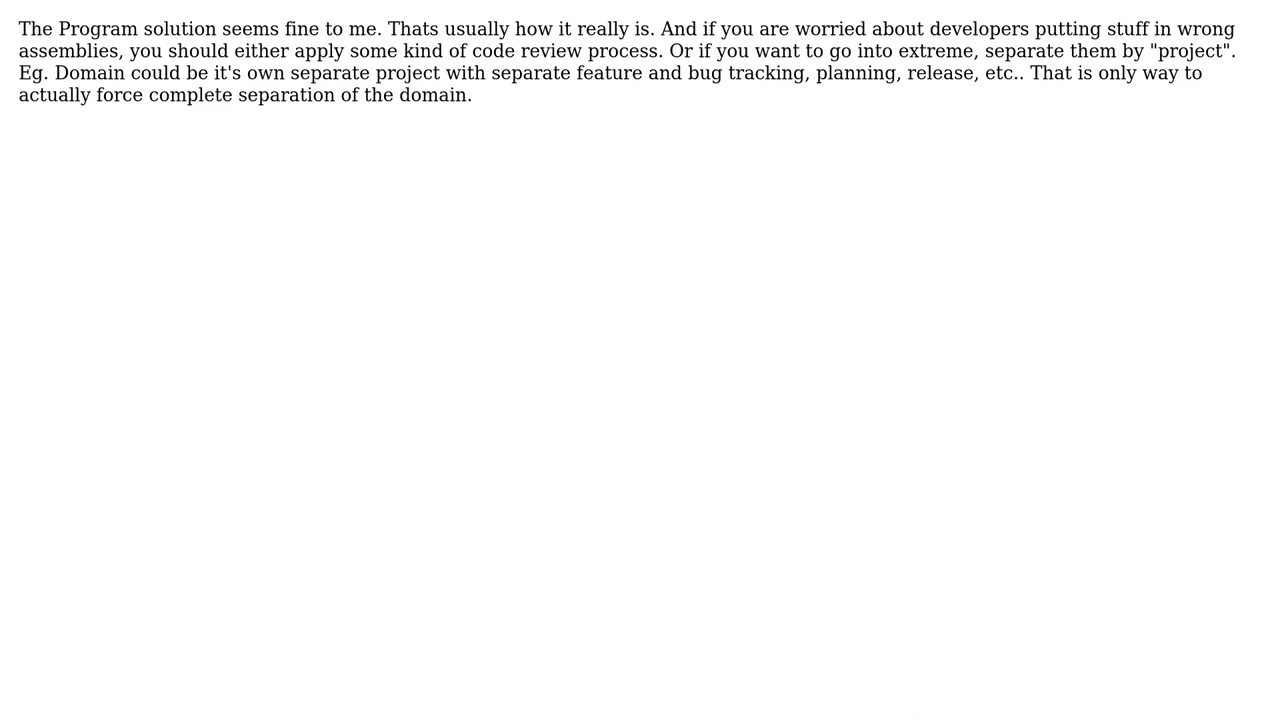 The Program solution seems fine to me. Thats usually how it really is. And if you are worried about developers putting stuff in wrong
assemblies, you should either apply some kind of code review process. Or if you want to go into extreme, separate them by "project".
Eg. Domain could be it's own separate project with separate feature and bug tracking, planning, release, etc.. That is only way to
actually force complete separation of the domain.